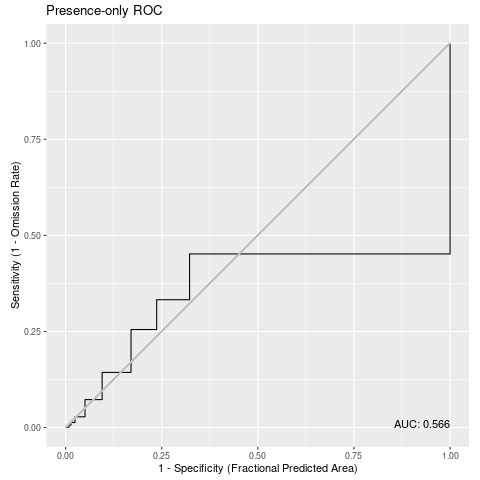 Presence-only ROC
Sensitivity (1 - Omission Rate)
1.00
0.75
0.50
0.25
0.00
AUC: 0.566
0.00 0.25 0.50 0.75 1.00
1 - Specificity (Fractional Predicted Area)